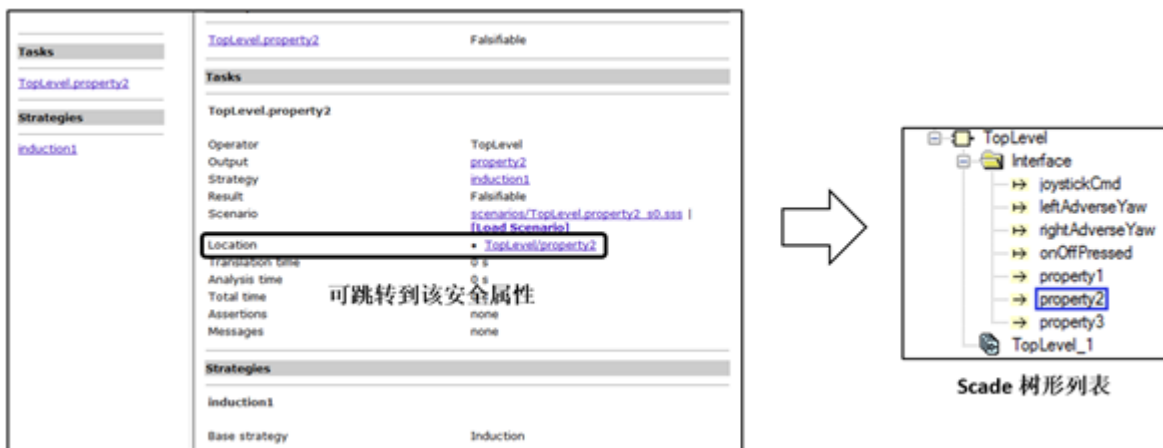 Tasks
TopLevel.property2
Strategies
induction1
TopLevel.property2 Falsifiable
Tasks
TopLevel.property2
Operator TopLevel
Output property2
Strategy induction1
Result Falsifiable
Scenario scenarios/TopLevel.property2_s0.sss |
[Load Scenario]
Location • TopLevel/property2
Translation time 0 s
Analysis time 0 s
Total time
可跳转到该安全属性
Assertions none
Messages none
Strategies
induction1
Base strategy Induction
TopLevel
Interface
joystickCmd
leftAdverseYaw
rightAdverseYaw
onOffPressed
property1
property2
property3
TopLevel_1
Scade 树形列表